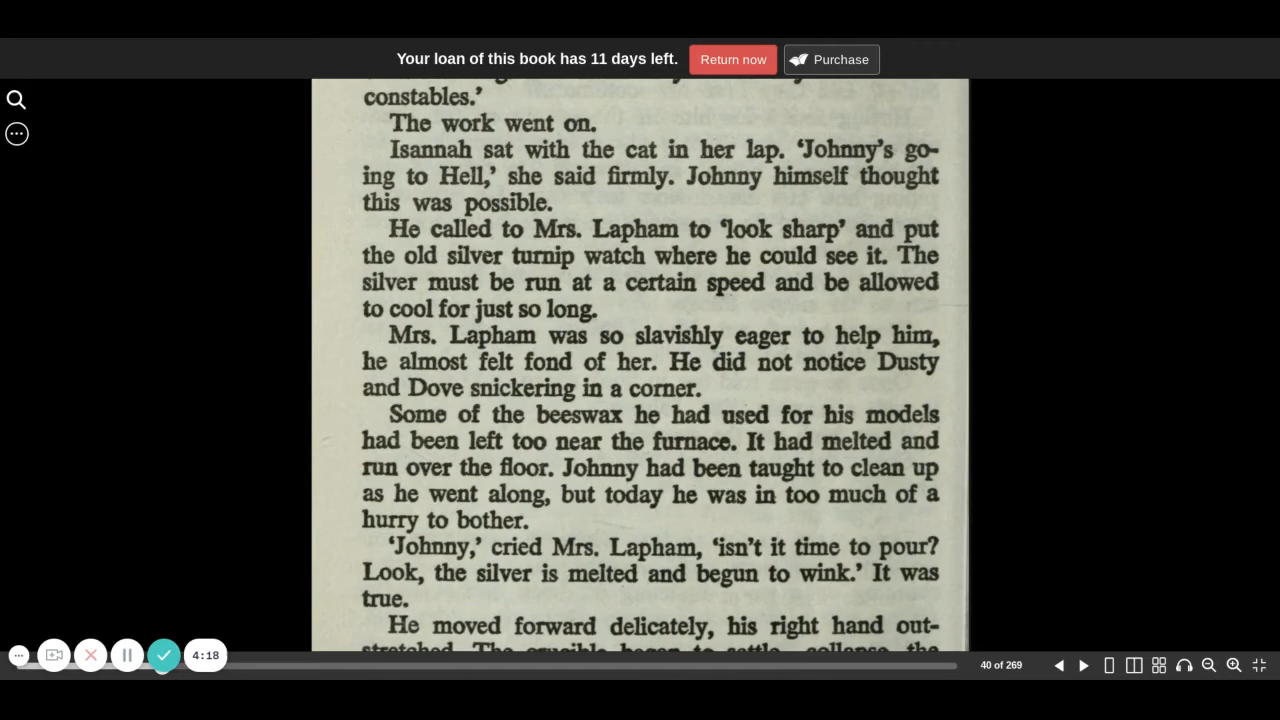 Your loan of this book has 11 days left.
Return now
Purchase
constables.’
The work went on.
Isannah sat with the cat in her lap. ‘Johnny’s go-
ing to Hell,’ she said firmly. Johnny himself thought
this was possible.
He called to Mrs. Lapham to ‘look sharp’ and put
the old silver turnip watch where he could see it. The
silver must be run at a certain speed and be allowed
to cool for just so long.
Mrs. Lapham was so slavishly eager to help him,
he almost felt fond of her. He did not notice Dusty
and Dove snickering in a corner.
Some of the beeswax he had used for his models
had been left too near the furnace. It had melted and
run over the floor. Johnny had been taught to clean up
as he went along, but today he was in too much of a
hurry to bother.
‘Johnny,’ cried Mrs. Lapham, ‘isn’t it time to pour?
Look, the silver is melted and begun to wink.’ It was
true.
He moved forward delicately, his right hand out-
stretched. The crucible began to settle, collapse, the
4:18
40 of 269